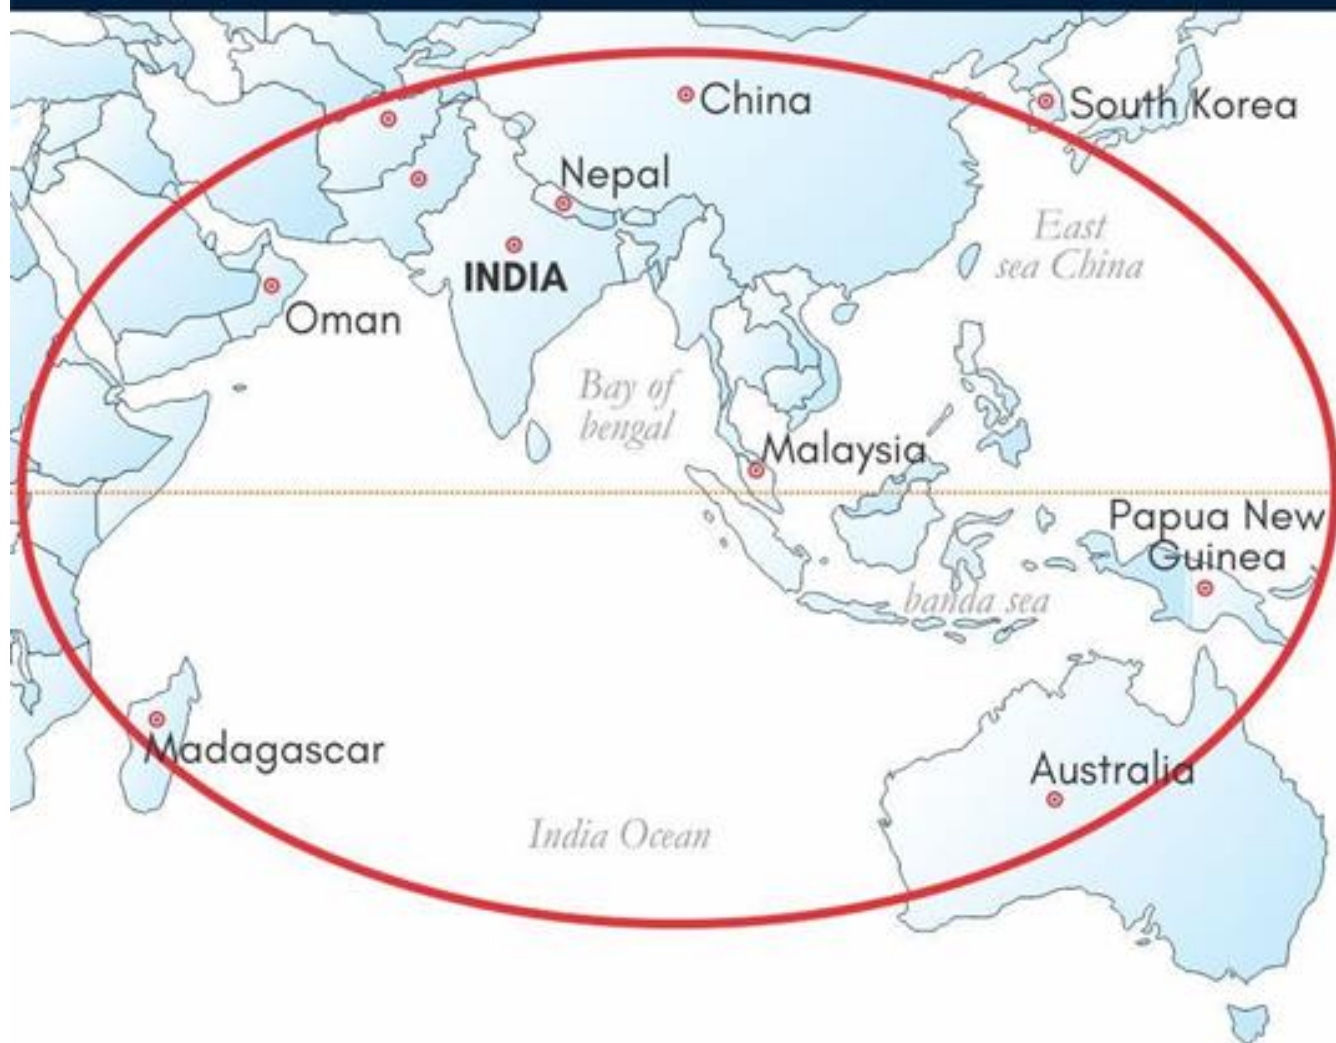 China
South Korea
Nepal
East
sea China
INDIA
Oman
Bay of
bengal
Malaysia
Papua New
Guinea
banda sea
Madagascar
Australia
India Ocean